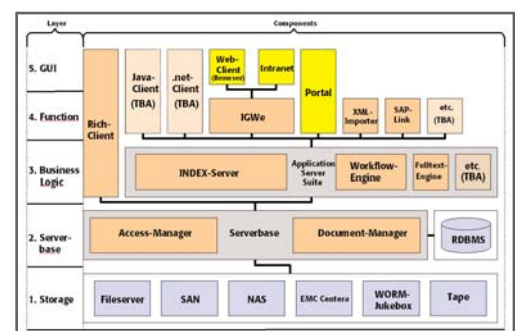 Layer
Components
5. GUI
4. Function
3. Business
Logic
2. Server-
base
1. Storage
Rich-
Client
Java-
Client
(TBA)
.net-
Client
(TBA)
Web-
Client
(Browser)
Intranet
IGWe
Portal
XML-
Importer
SAP-
Link
etc.
(TBA)
INDEX-Server
Application
Server
Suite
Workflow-
Engine
Fulltext-
Engine
etc.
(TBA)
Access-Manager
Serverbase
Document-Manager
RDBMS
Fileserver
SAN
NAS
EMC Centera
WORM-
Jukebox
Tape